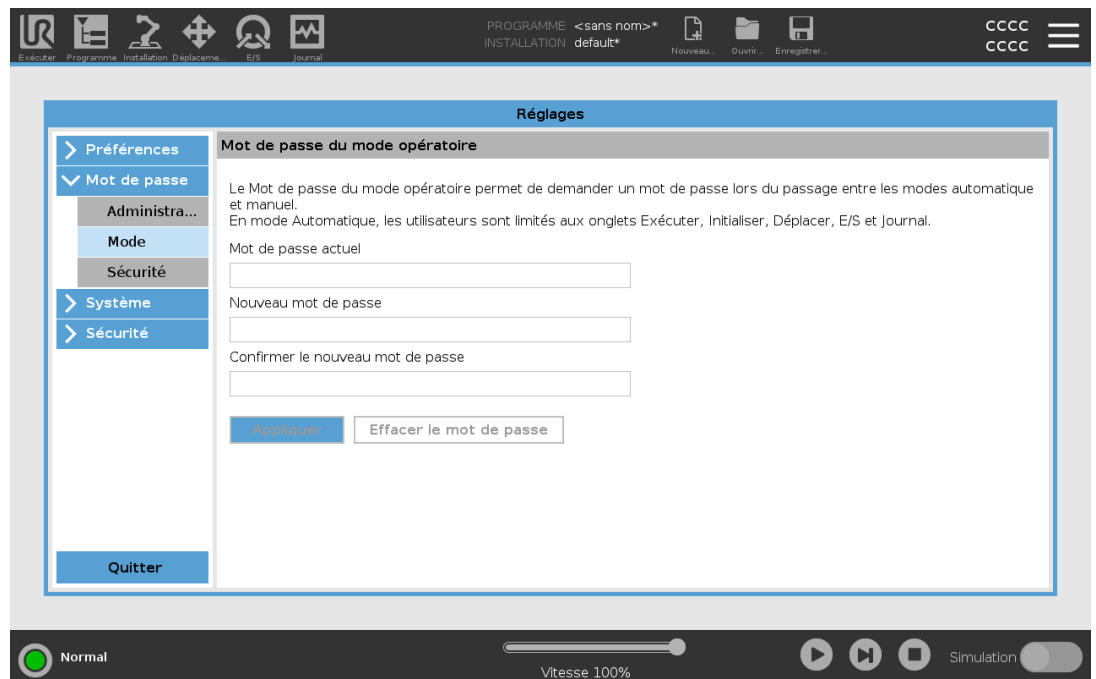 PROGRAMME <sans nom>*
INSTALLATION default*
cccc
cccc
Exécuter Programme Installation Déplaceme... E/S Journal Nouveau... Ouvrir... Enregistrer...
Réglages
Préférences
Mot de passe
Administra...
Mode
Sécurité
Système
Sécurité
Quitter
Mot de passe du mode opératoire
Le Mot de passe du mode opératoire permet de demander un mot de passe lors du passage entre les modes automatique
et manuel.
En mode Automatique, les utilisateurs sont limités aux onglets Exécuter, Initialiser, Déplacer, E/S et Journal.
Mot de passe actuel
Nouveau mot de passe
Confirmer le nouveau mot de passe
Appliquer Effacer le mot de passe
Normal
Vitesse 100%
Simulation